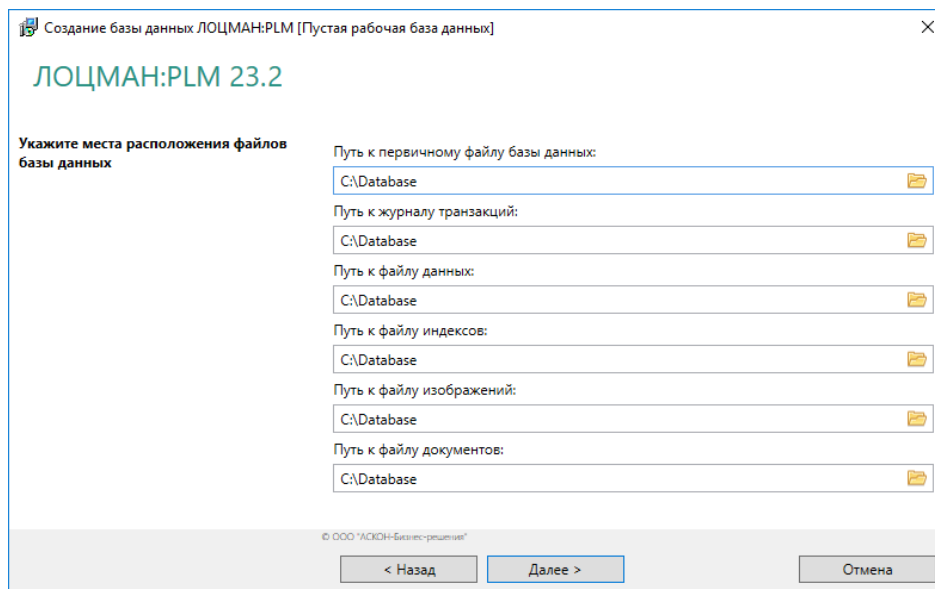 Создание базы данных ЛОЦМАН:PLM [Пустая рабочая база данных]
ЛОЦМАН:PLM 23.2
Укажите места расположения файлов
базы данных
Путь к первичному файлу базы данных:
C:\Database
Путь к журналу транзакций:
C:\Database
Путь к файлу данных:
C:\Database
Путь к файлу индексов:
C:\Database
Путь к файлу изображений:
C:\Database
Путь к файлу документов:
C:\Database
© ООО "АСКОН-Бизнес-решения"
< Назад
Далее >
Отмена